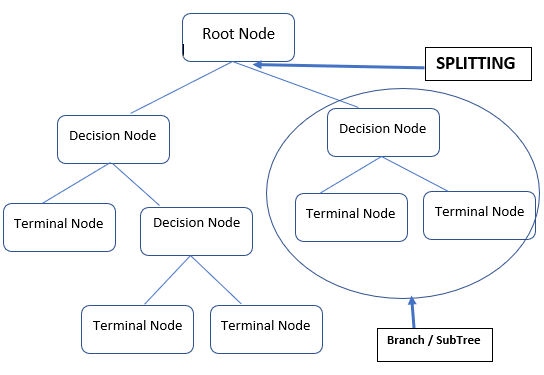 Root Node
SPLITTING
Decision Node
Decision Node
Terminal Node
Decision Node
Terminal Node
Terminal Node
Terminal Node
Terminal Node
Branch / SubTree